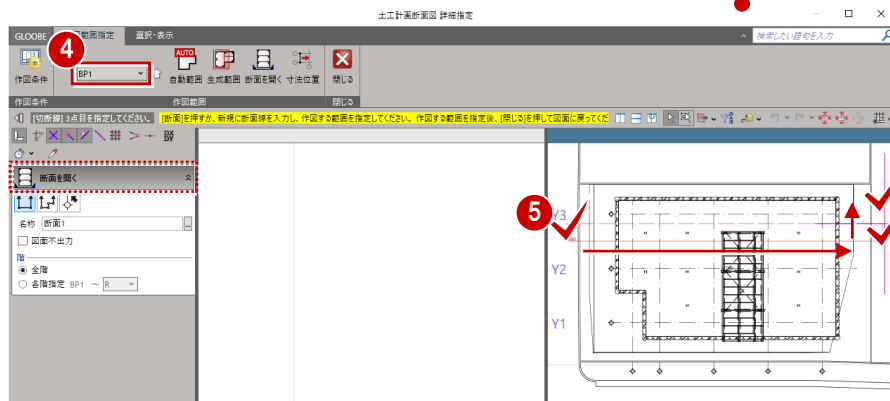 土工計画断面図 詳細指定
GLOOBE 範囲指定 選択・表示 検索したい語句を入力
4
BP1
作図条件 自動範囲 生成範囲 断面を開く 寸法位置 閉じる
AUTO
作図条件 作図範囲 閉じる
[切断線] 3点目を指定してください。 [断面]を押すか、新規に断面線を入力し、作図する範囲を指定してください。作図する範囲を指定後、[閉じる]を押して図面に戻ってくだ
断面を開く
名称 断面1 ...
図面不出力
階
全階
各階指定 BP1 ~ R
5
Y3
Y2
Y1